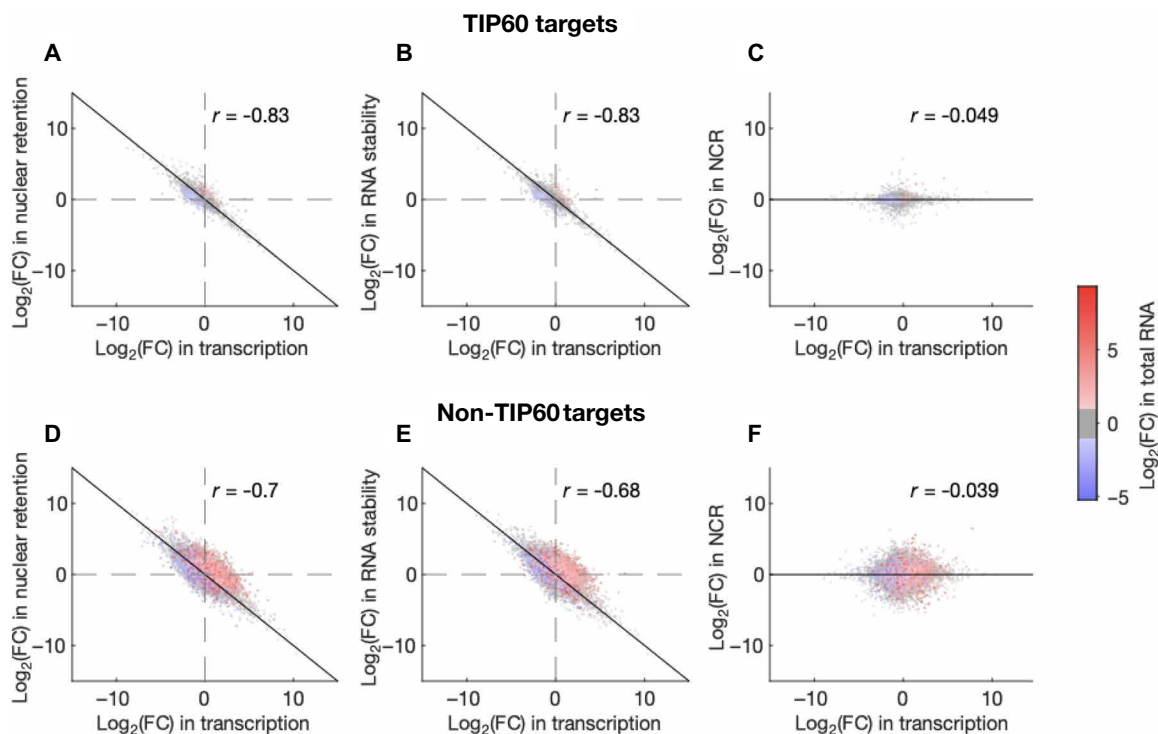 TIP60 targets
A
B
C
Log2(FC) in nuclear retention
10
0
−10
r = -0.83
−10
0
10
Log2(FC) in transcription
Log2(FC) in RNA stability
10
0
−10
r = -0.83
−10
0
10
Log2(FC) in transcription
Log2(FC) in NCR
10
0
−10
r = -0.049
−10
0
10
Log2(FC) in transcription
5
0
−5
Log2(FC) in total RNA
Non-TIP60 targets
D
E
F
Log2(FC) in nuclear retention
10
0
−10
r = -0.7
−10
0
10
Log2(FC) in transcription
Log2(FC) in RNA stability
10
0
−10
r = -0.68
−10
0
10
Log2(FC) in transcription
Log2(FC) in NCR
10
0
−10
r = -0.039
−10
0
10
Log2(FC) in transcription